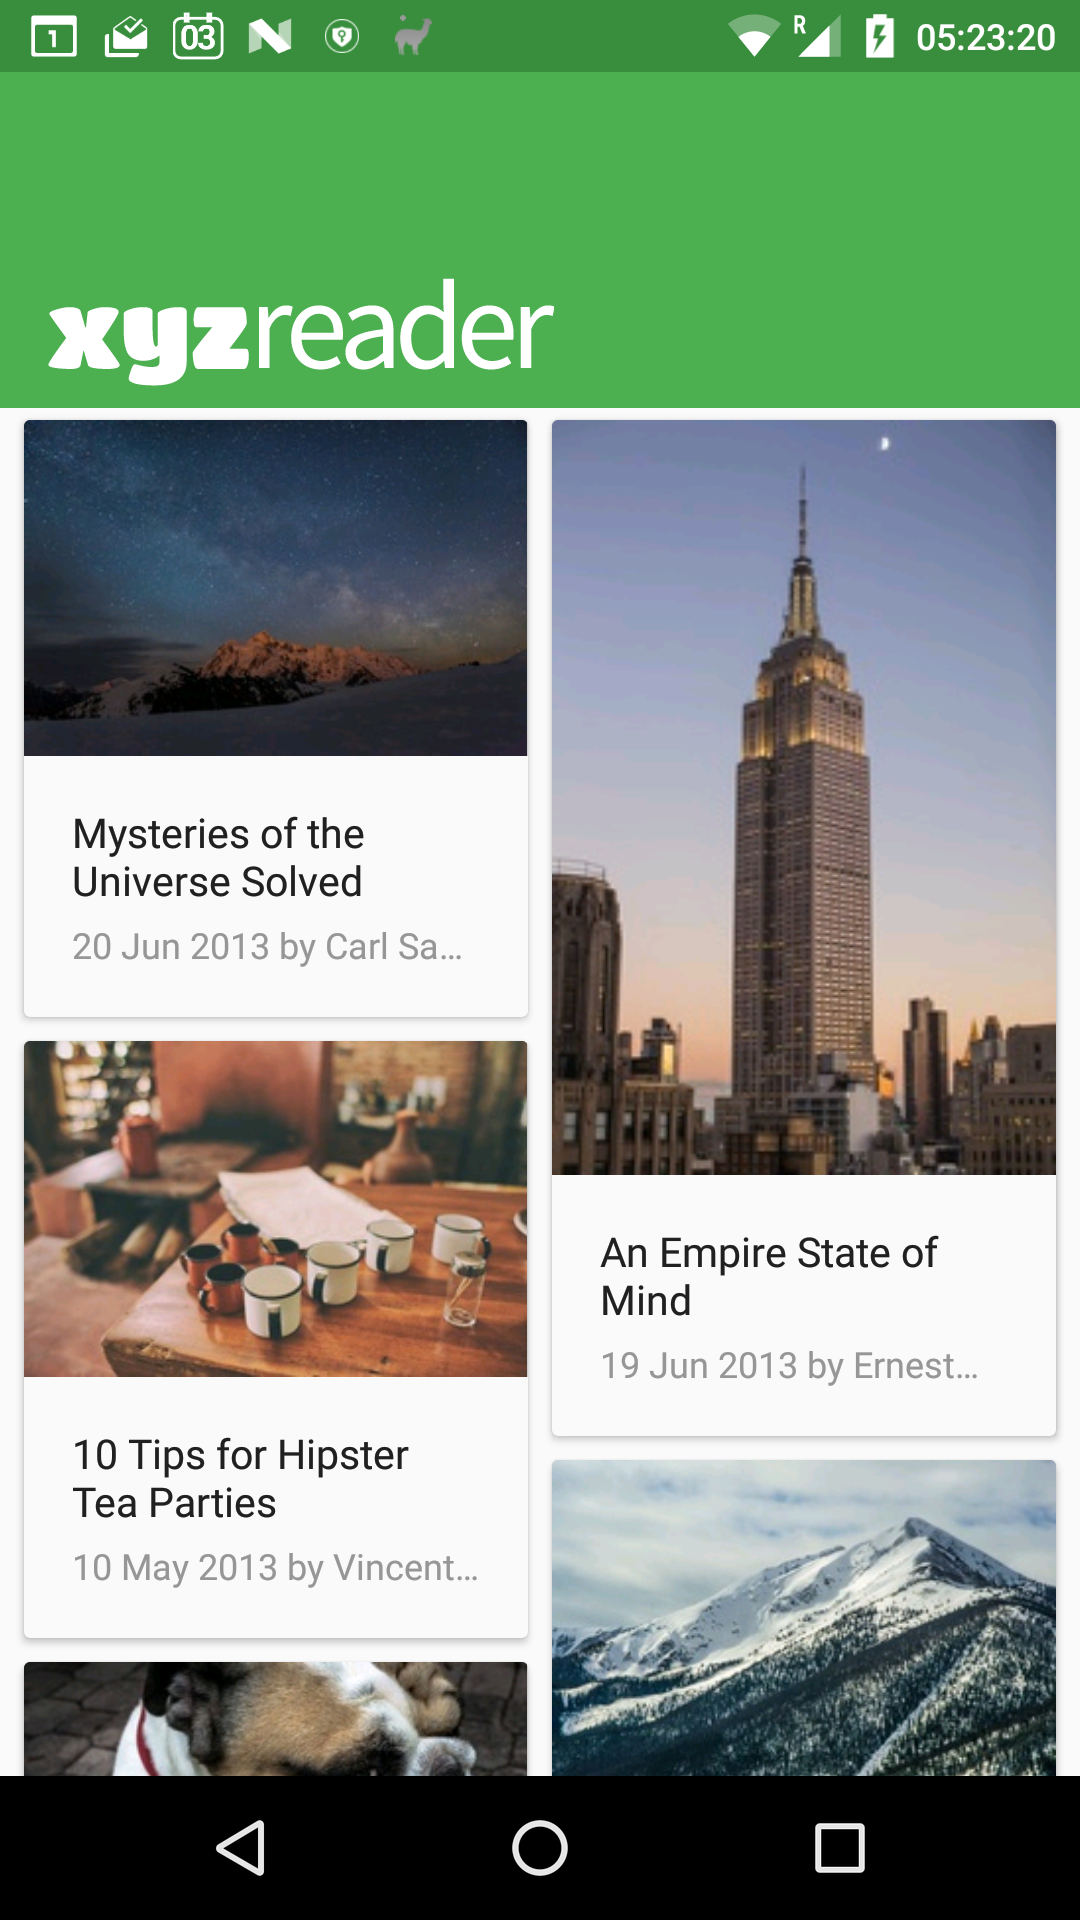 1
03
R
05:23:20
xyzreader
Mysteries of the
Universe Solved
20 Jun 2013 by Carl Sa...
An Empire State of
Mind
19 Jun 2013 by Ernest...
10 Tips for Hipster
Tea Parties
10 May 2013 by Vincent...